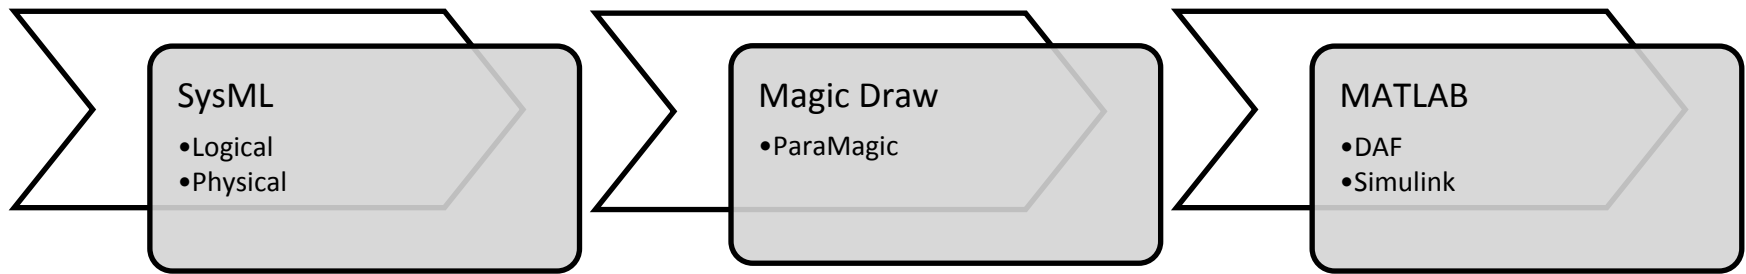 SysML
•Logical
•Physical
Magic Draw
•ParaMagic
MATLAB
•DAF
•Simulink